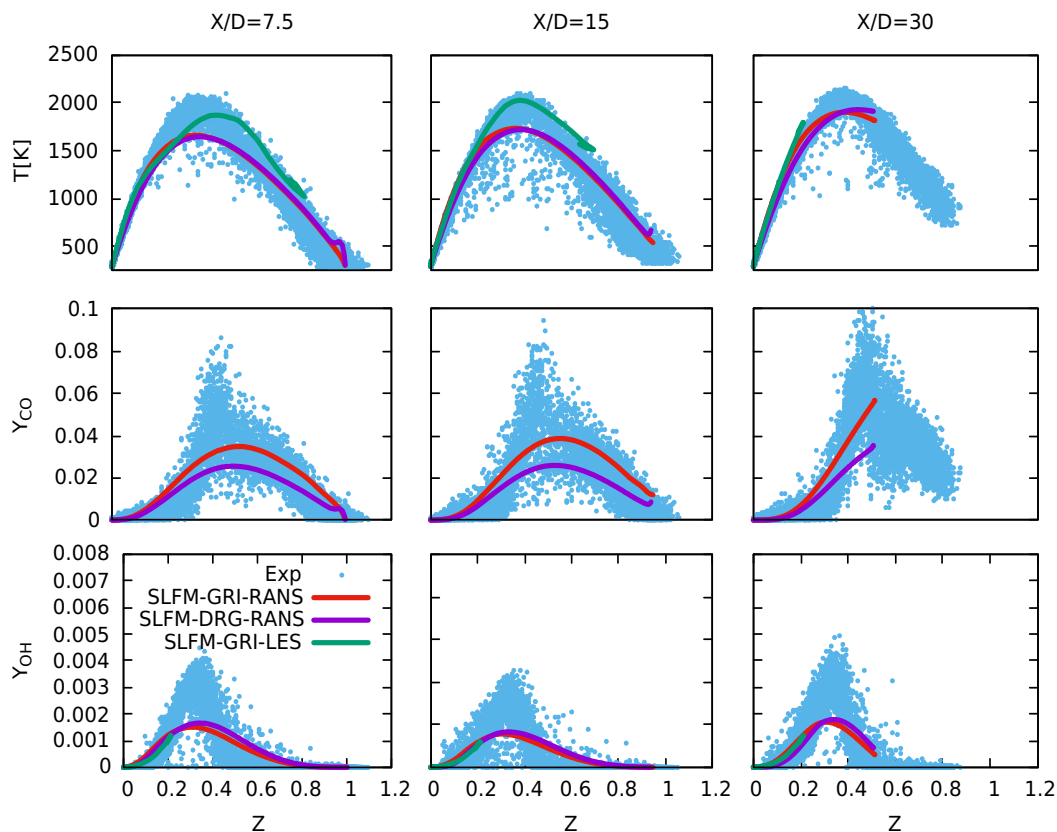 X/D=7.5 X/D=15 X/D=30
T[K]
2500
2000
1500
1000
500
Y_CO
0.1
0.08
0.06
0.04
0.02
0
Y_OH
0.008
0.007
0.006
0.005
0.004
0.003
0.002
0.001
0
Exp
SLFM-GRI-RANS
SLFM-DRG-RANS
SLFM-GRI-LES
0 0.2 0.4 0.6 0.8 1 1.2 0 0.2 0.4 0.6 0.8 1 1.2 0 0.2 0.4 0.6 0.8 1 1.2
Z Z Z